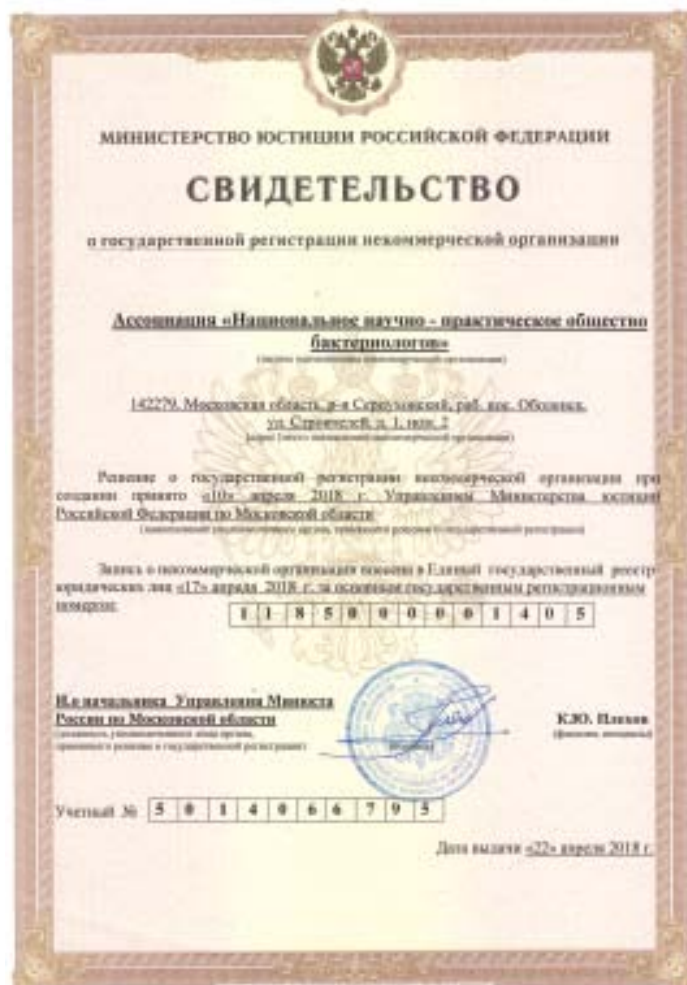 МИНИСТЕРСТВО ЮСТИЦИИ РОССИЙСКОЙ ФЕДЕРАЦИИ
СВИДЕТЕЛЬСТВО
о государственной регистрации некоммерческой организации
Ассоциация «Национальное научно - практическое общество
бактериологов»
142279, Московская область, р-н Серпуховский, раб. пос. Оболенск,
ул. Строителей, д. 1, пом. 2
Решение о государственной регистрации некоммерческой организации при
создании принято «10» апреля 2018 г. Управлением Министерства юстиции
Российской Федерации по Московской области
Запись о некоммерческой организации внесена в Единый государственный реестр
юридических лиц «17» апреля 2018 г. за основным государственным регистрационным
номером: 1 1 8 5 0 0 0 0 0 1 4 0 5
И.о начальника Управления Минюста
России по Московской области
К.Ю. Плохов
(фамилия, инициалы)
(подпись)
Учетный № 5 0 1 4 0 6 6 7 9 5
Дата выдачи «22» апреля 2018 г.